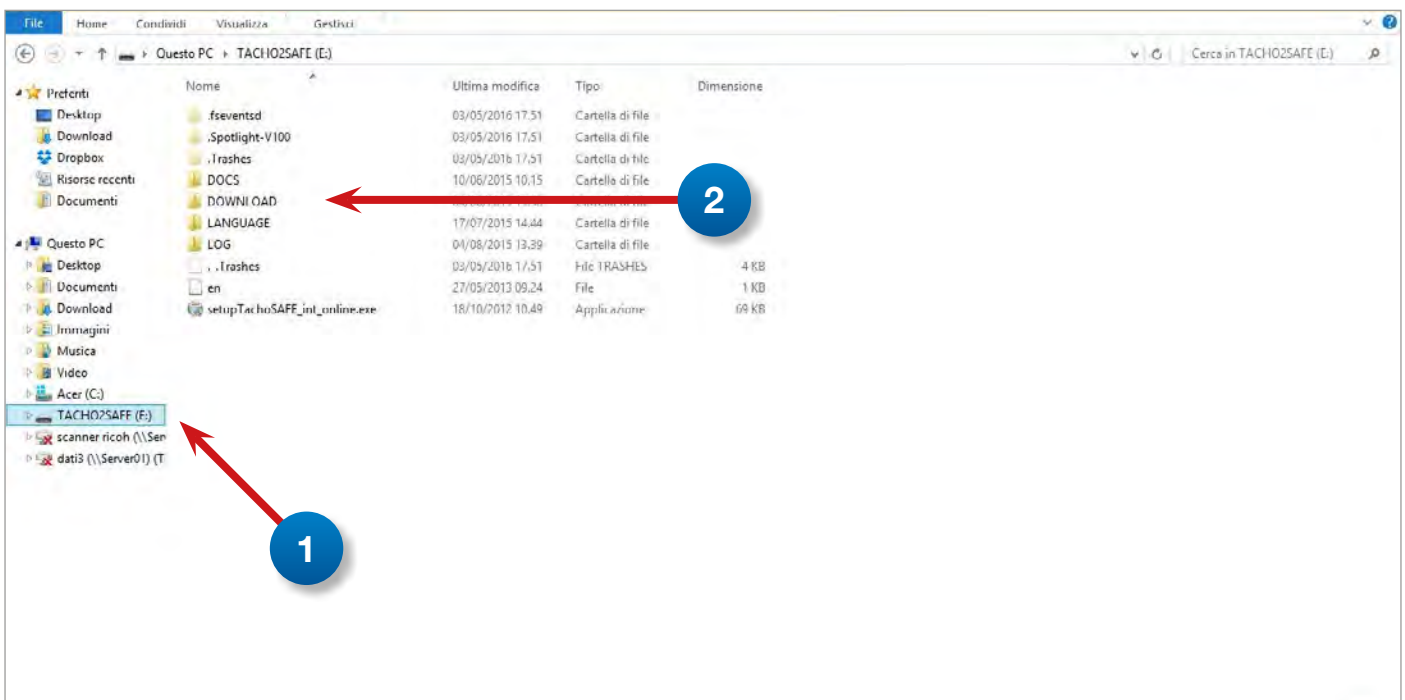 File Home Condividi Visualizza Gestisci
Questo PC TACHO2SAFE (E:) Cerca in TACHO2SAFE (E:)
Nome Ultima modifica Tipo Dimensione
Preferiti
Desktop
Download
Dropbox
Risorse recenti
Documenti
Questo PC
Desktop
Documenti
Download
Immagini
Musica
Video
Acer (C:)
TACHO2SAFE (E:)
scanner ricoh (\\Ser
dati3 (\\Server01) (T
.fseventsd 03/05/2016 17.51 Cartella di file
.Spotlight-V100 03/05/2016 17.51 Cartella di file
.Trashes 03/05/2016 17.51 Cartella di file
DOCS 10/06/2015 10.15 Cartella di file
DOWNLOAD
LANGUAGE 17/07/2015 14.44 Cartella di file
LOG 04/08/2015 13.39 Cartella di file
._.Trashes 03/05/2016 17.51 File TRASHES 4 KB
en 27/05/2013 09.24 File 1 KB
setupTachoSAFE_int_online.exe 18/10/2012 10.49 Applicazione 69 KB
2
1